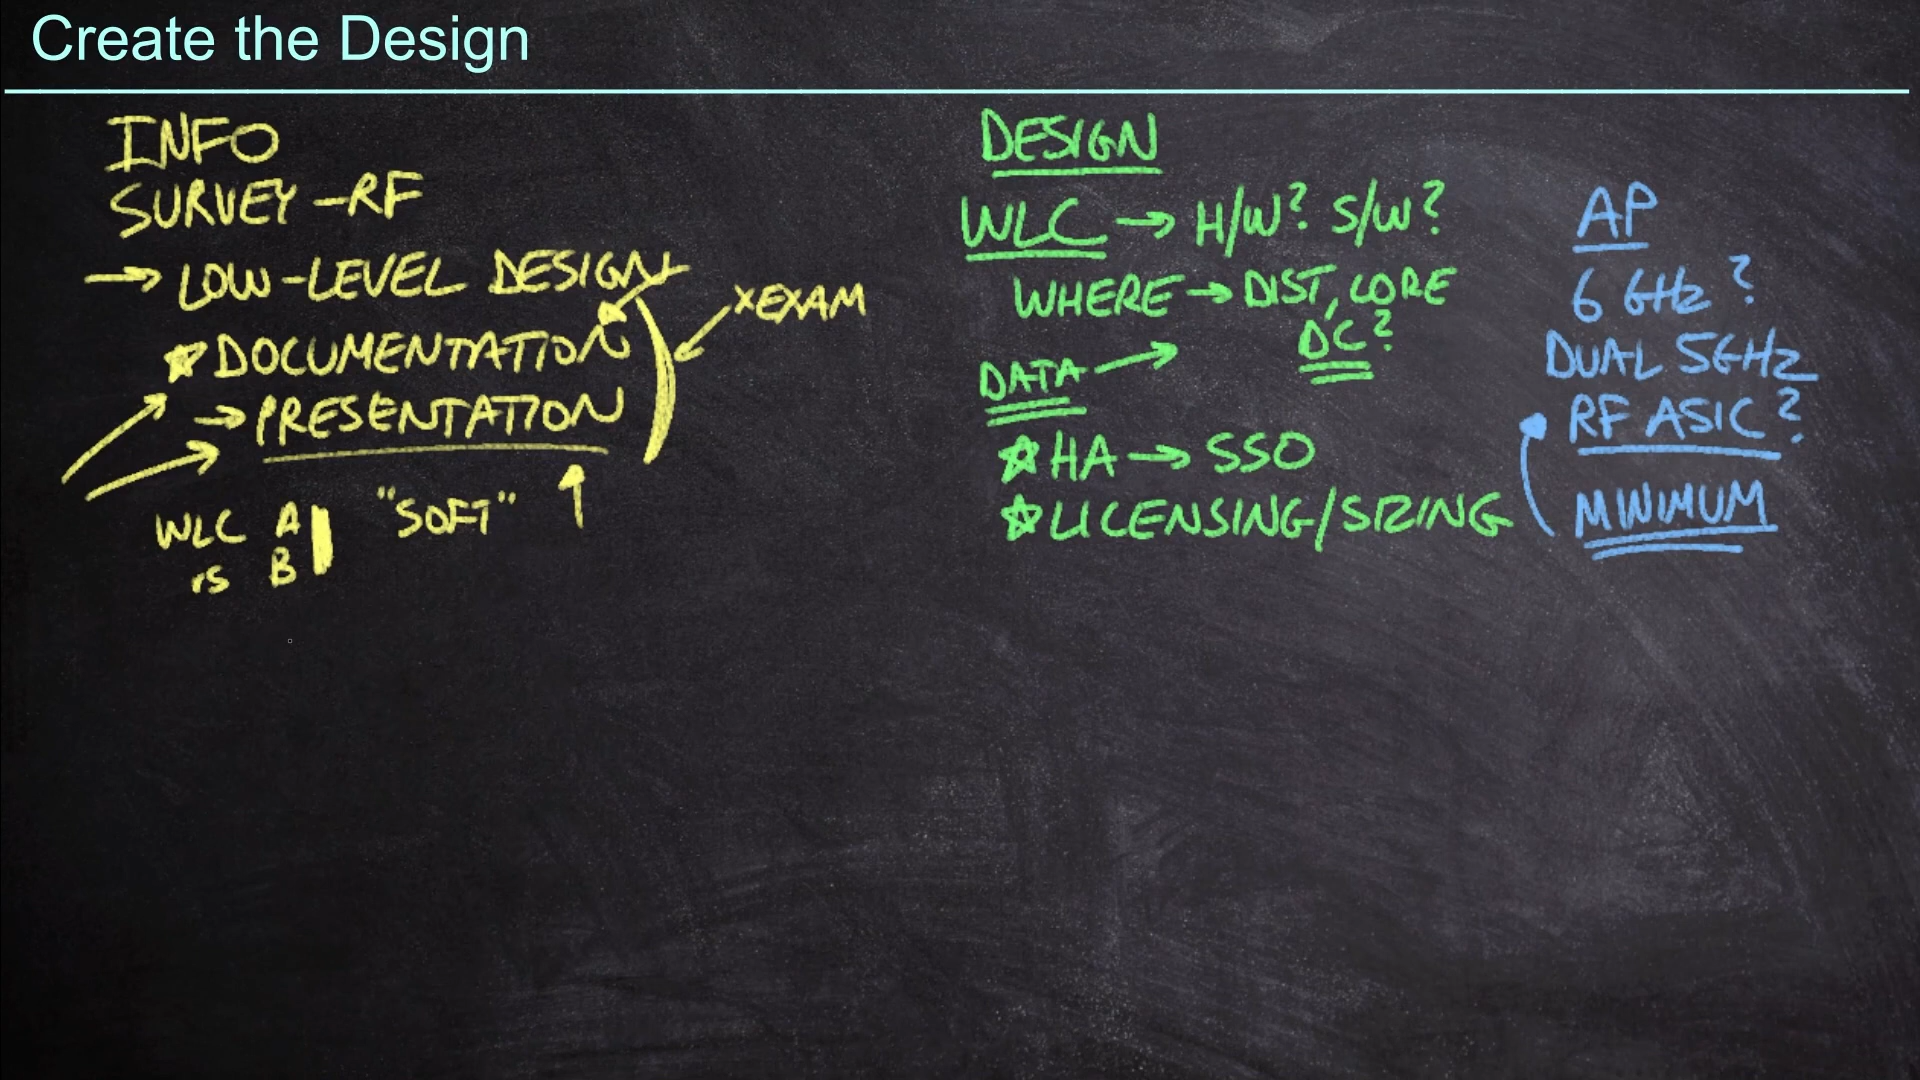 Create the Design
INFO
SURVEY - RF
→ LOW-LEVEL DESIGN
xEXAM
★ DOCUMENTATION
→ PRESENTATION
WLC A
vs B
"SOFT" ↑
DESIGN
WLC → H/W? S/W?
WHERE → DIST, CORE
DC?
DATA →
☆ HA → SSO
☆ LICENSING/SIZING
AP
6 GHz ?
DUAL 5GHz
RF ASIC ?
MINIMUM